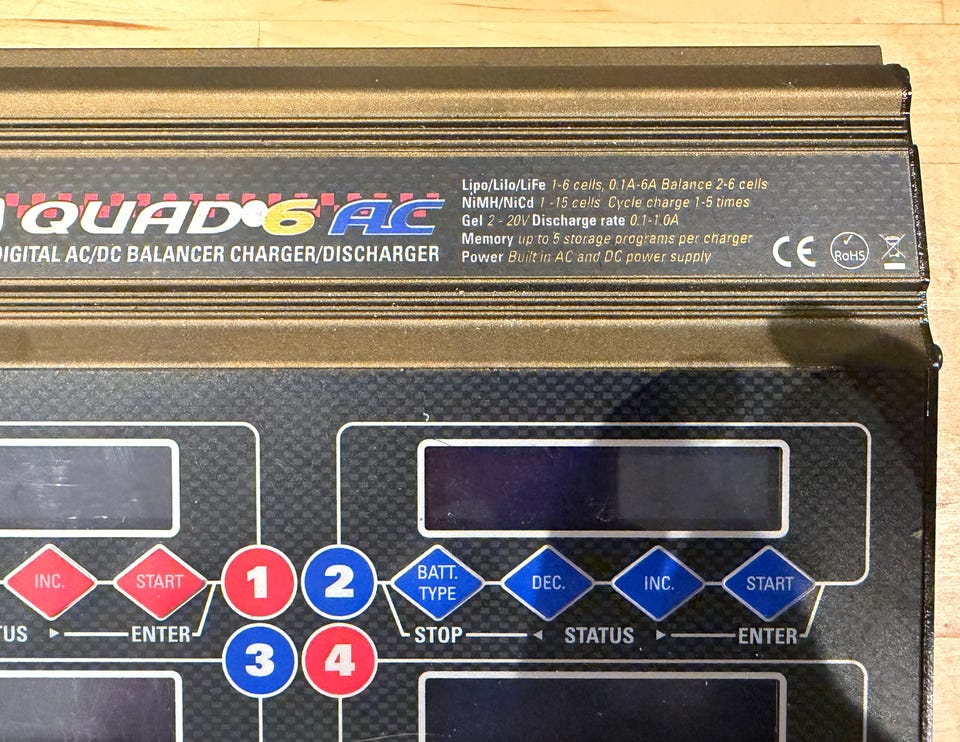 QUAD 6 AC
DIGITAL AC/DC BALANCER CHARGER/DISCHARGER
Lipo/Lilo/LiFe 1-6 cells, 0.1A-6A Balance 2-6 cells
NiMH/NiCd 1 -15 cells Cycle charge 1-5 times
Gel 2 - 20V Discharge rate 0.1-1.0A
Memory up to 5 storage programs per charger
Power Built in AC and DC power supply
CE
RoHS
INC.
START
1
2
BATT.
TYPE
DEC.
INC.
START
TUS
ENTER
STOP
STATUS
ENTER
3
4